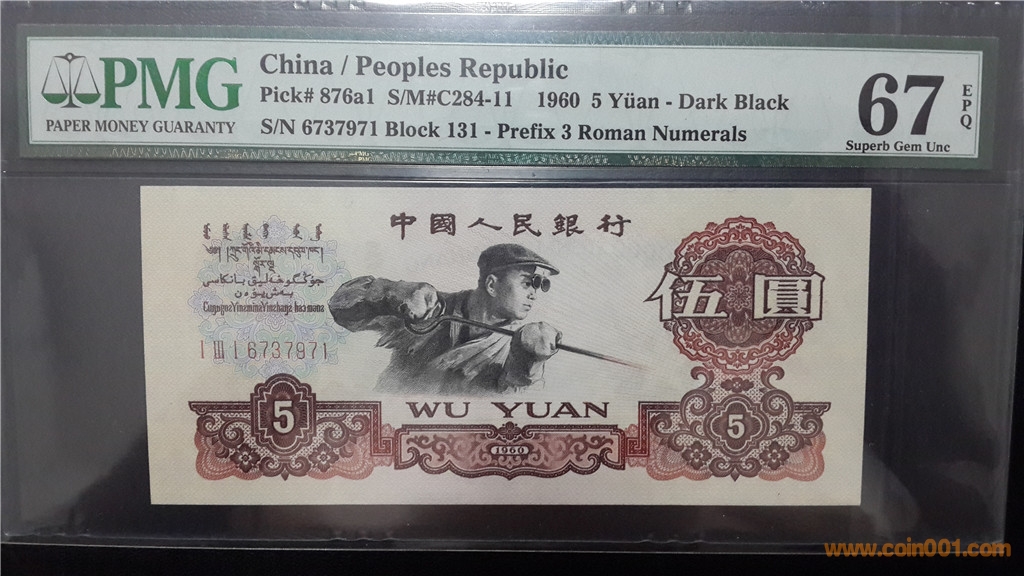 PMG
PAPER MONEY GUARANTY
China / Peoples Republic
Pick# 876a1 S/M#C284-11 1960 5 Yüan - Dark Black
S/N 6737971 Block 131 - Prefix 3 Roman Numerals
67
EPQ
Superb Gem Unc
中國人民銀行
伍圓
I III I 6737971
5
WU YUAN
1960
5
www.coin001.com